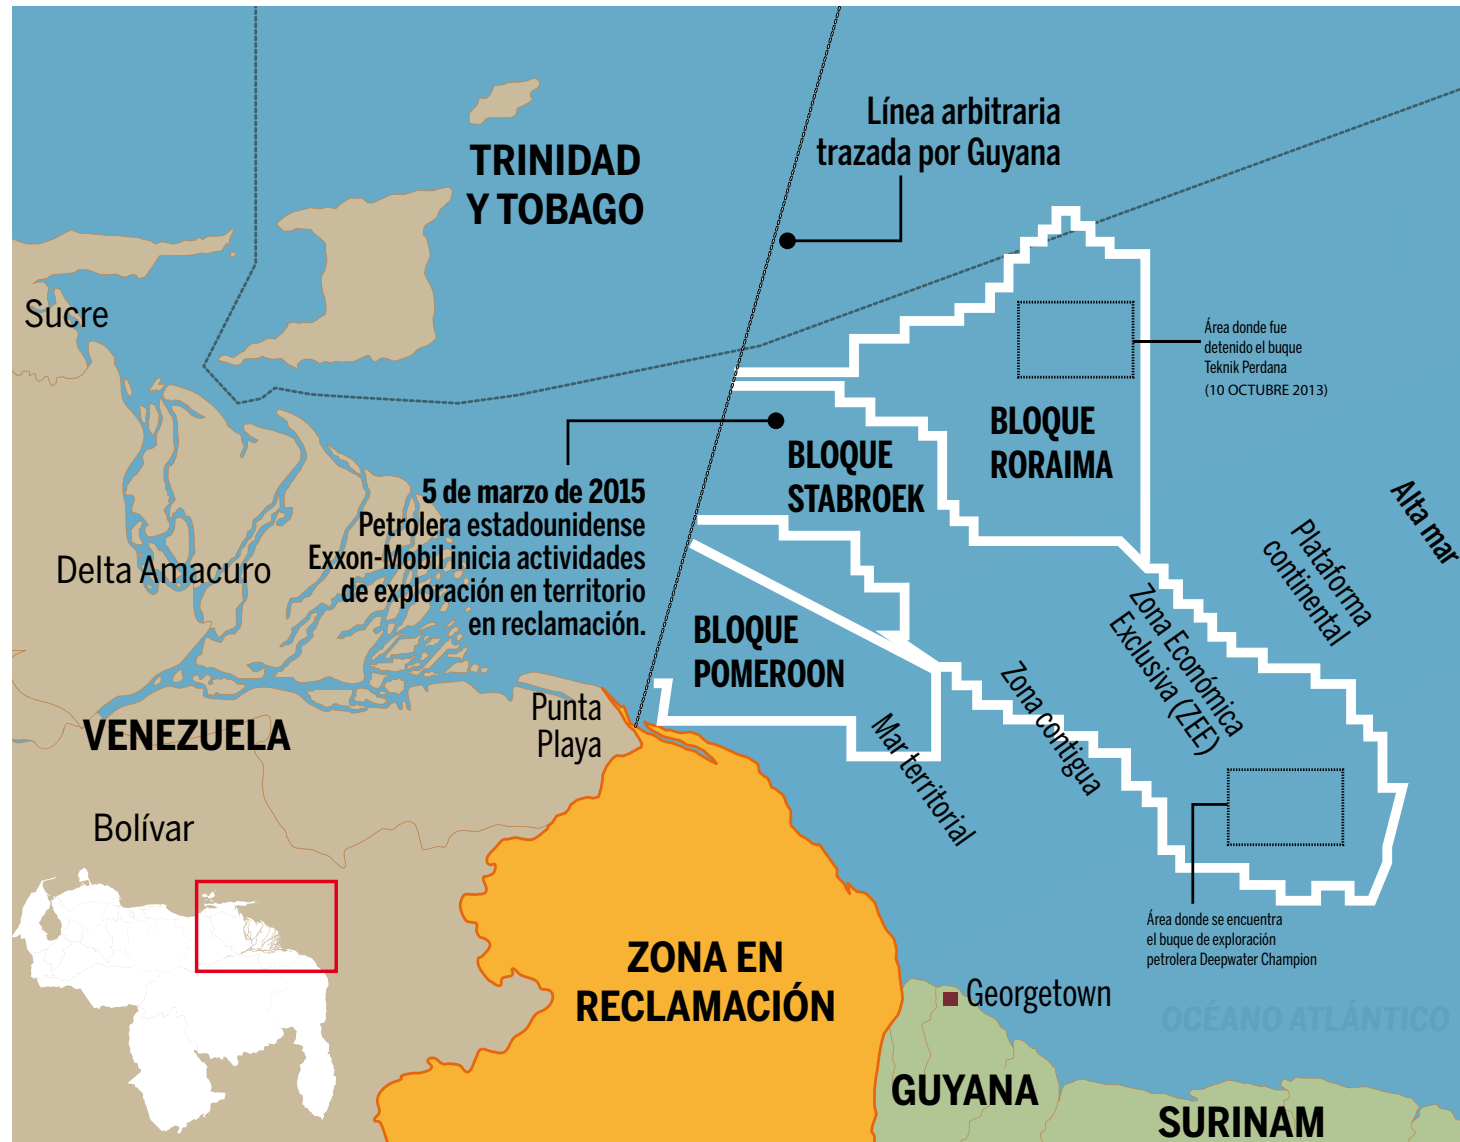 TRINIDAD
Y TOBAGO
Línea arbitraria
trazada por Guyana
Sucre
Área donde fue
detenido el buque
Teknik Perdana
(10 OCTUBRE 2013)
BLOQUE
RORAIMA
BLOQUE
STABROEK
5 de marzo de 2015
Petrolera estadounidense
Exxon-Mobil inicia actividades
de exploración en territorio
en reclamación.
Alta mar
Plataforma
continental
Delta Amacuro
Zona Económica
Exclusiva (ZEE)
BLOQUE
POMEROON
Zona contigua
Mar territorial
Punta
Playa
VENEZUELA
Bolívar
Área donde se encuentra
el buque de exploración
petrolera Deepwater Champion
ZONA EN
RECLAMACIÓN
Georgetown
OCÉANO ATLÁNTICO
GUYANA
SURINAM